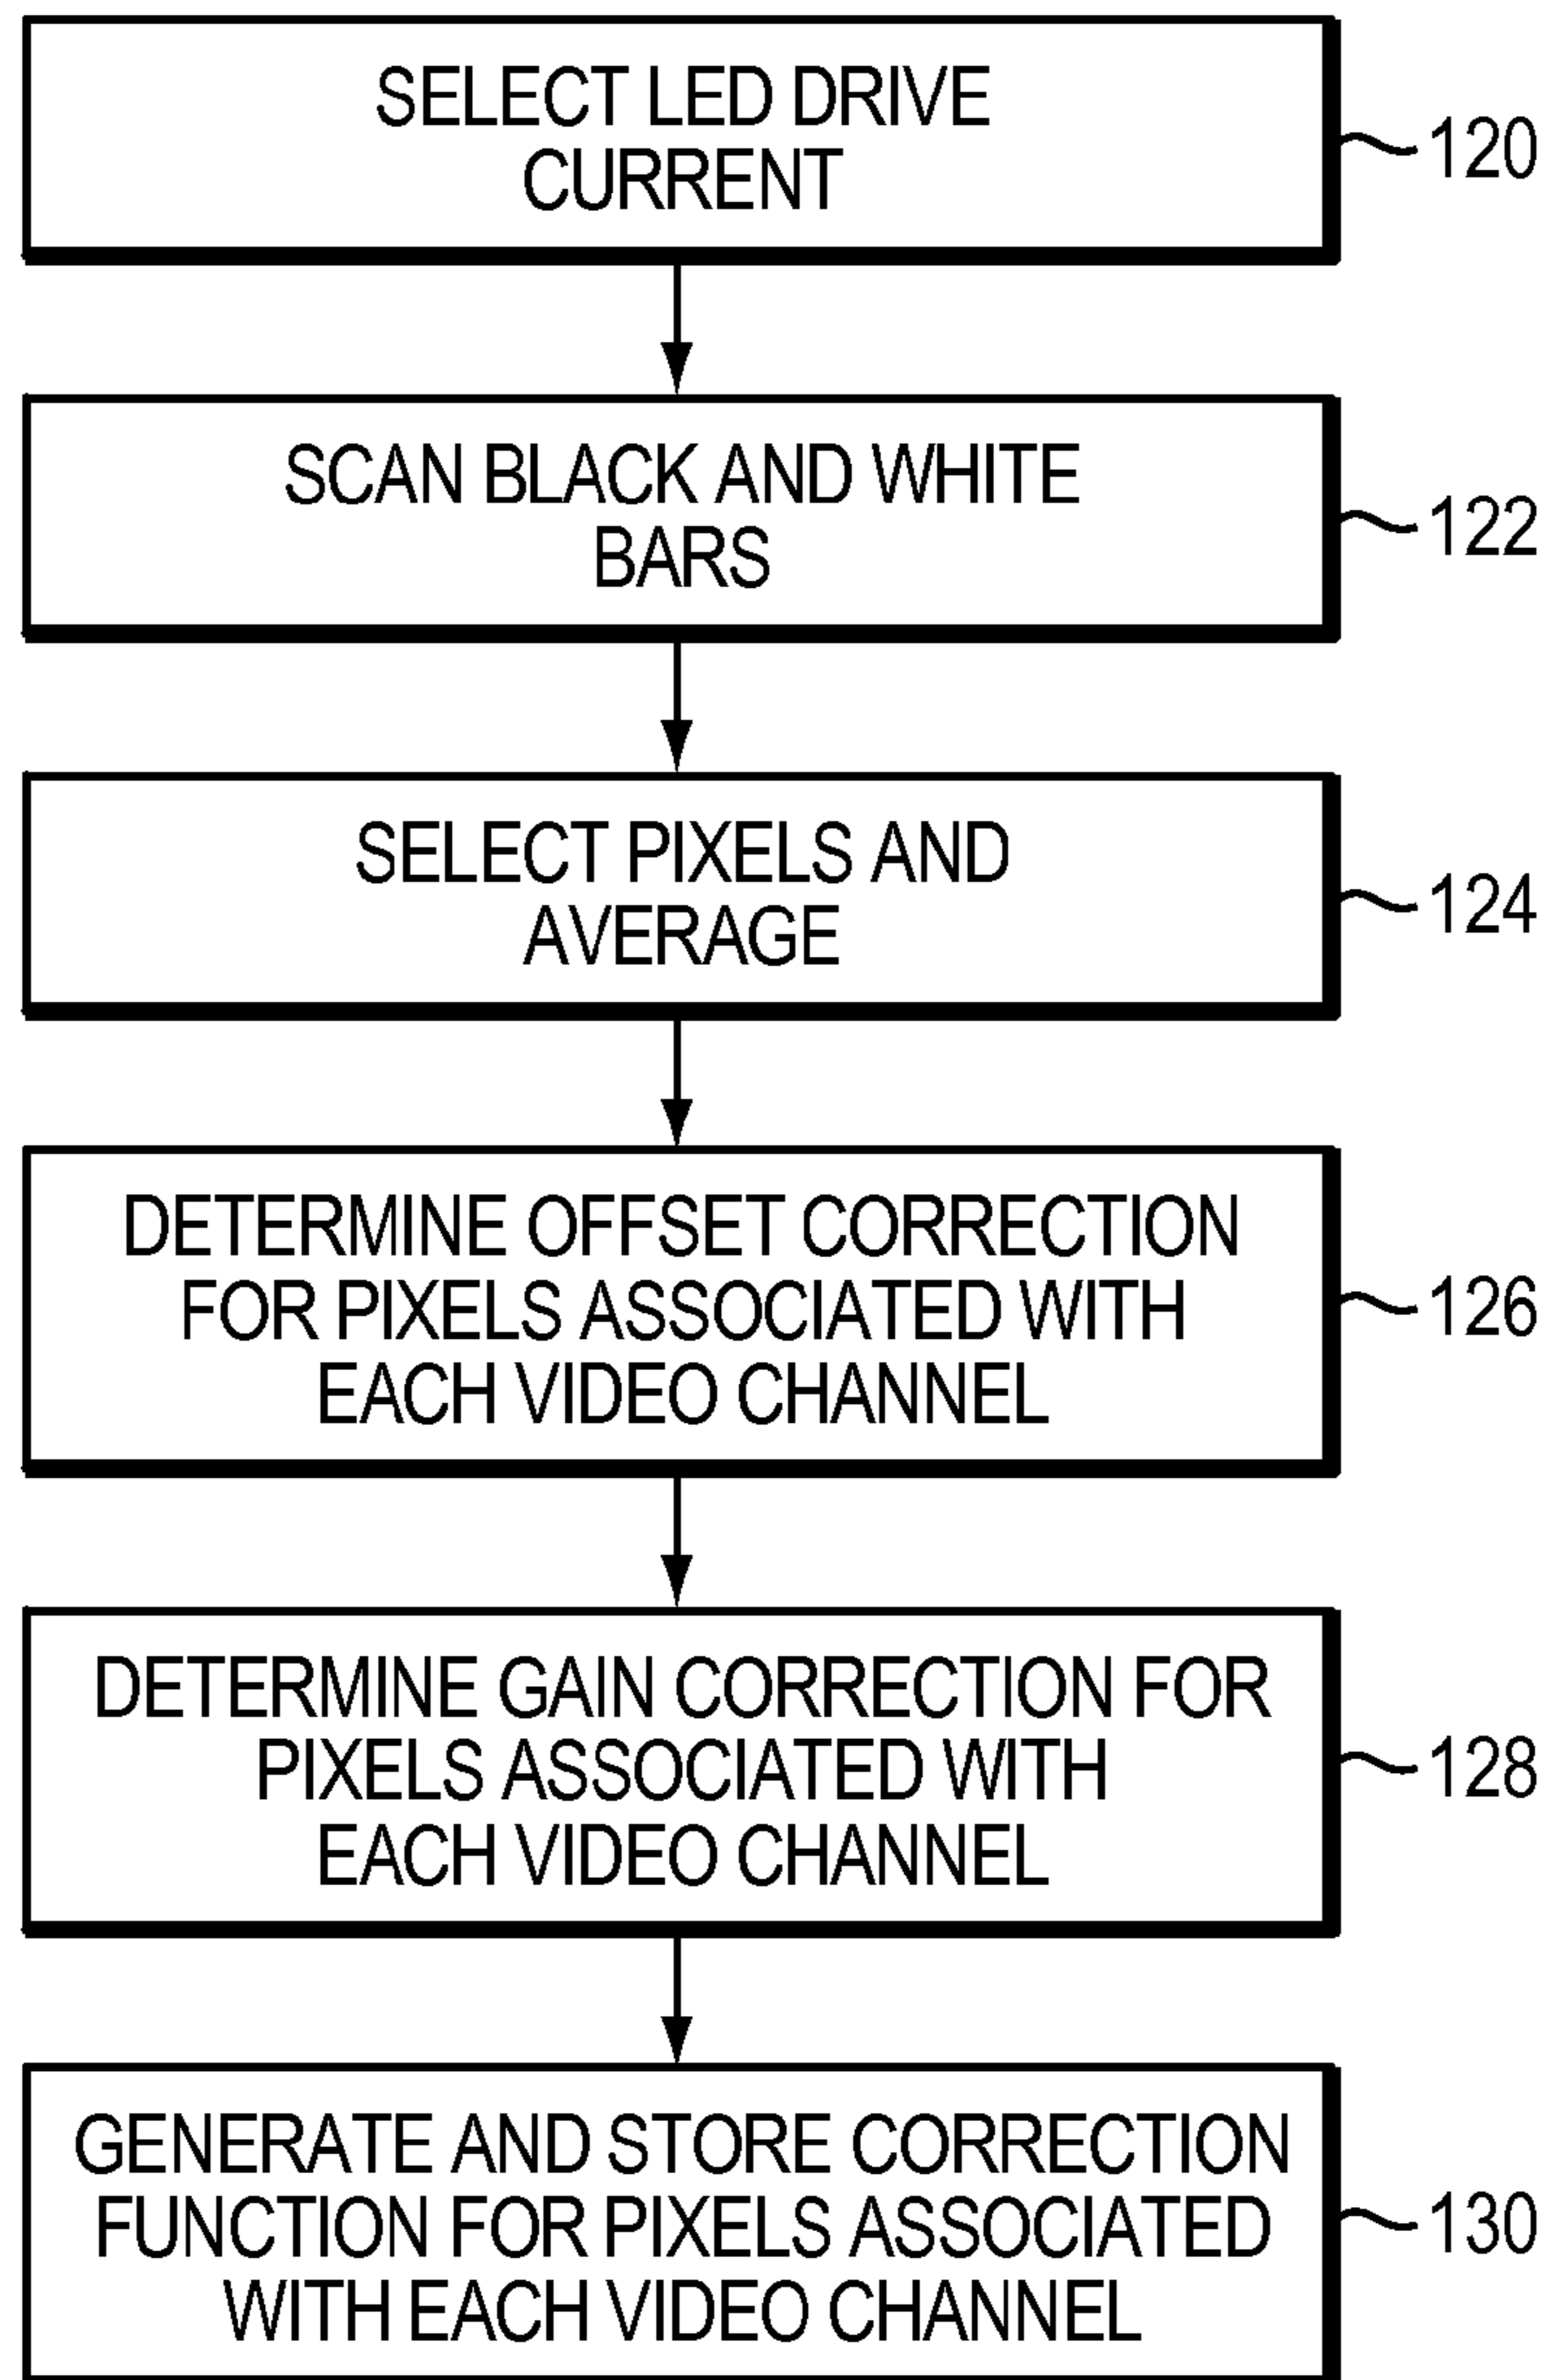 SELECT LED DRIVE
CURRENT
120
SCAN BLACK AND WHITE
BARS
122
SELECT PIXELS AND
AVERAGE
124
DETERMINE OFFSET CORRECTION
FOR PIXELS ASSOCIATED WITH
EACH VIDEO CHANNEL
126
DETERMINE GAIN CORRECTION FOR
PIXELS ASSOCIATED WITH
EACH VIDEO CHANNEL
128
GENERATE AND STORE CORRECTION
FUNCTION FOR PIXELS ASSOCIATED
WITH EACH VIDEO CHANNEL
130